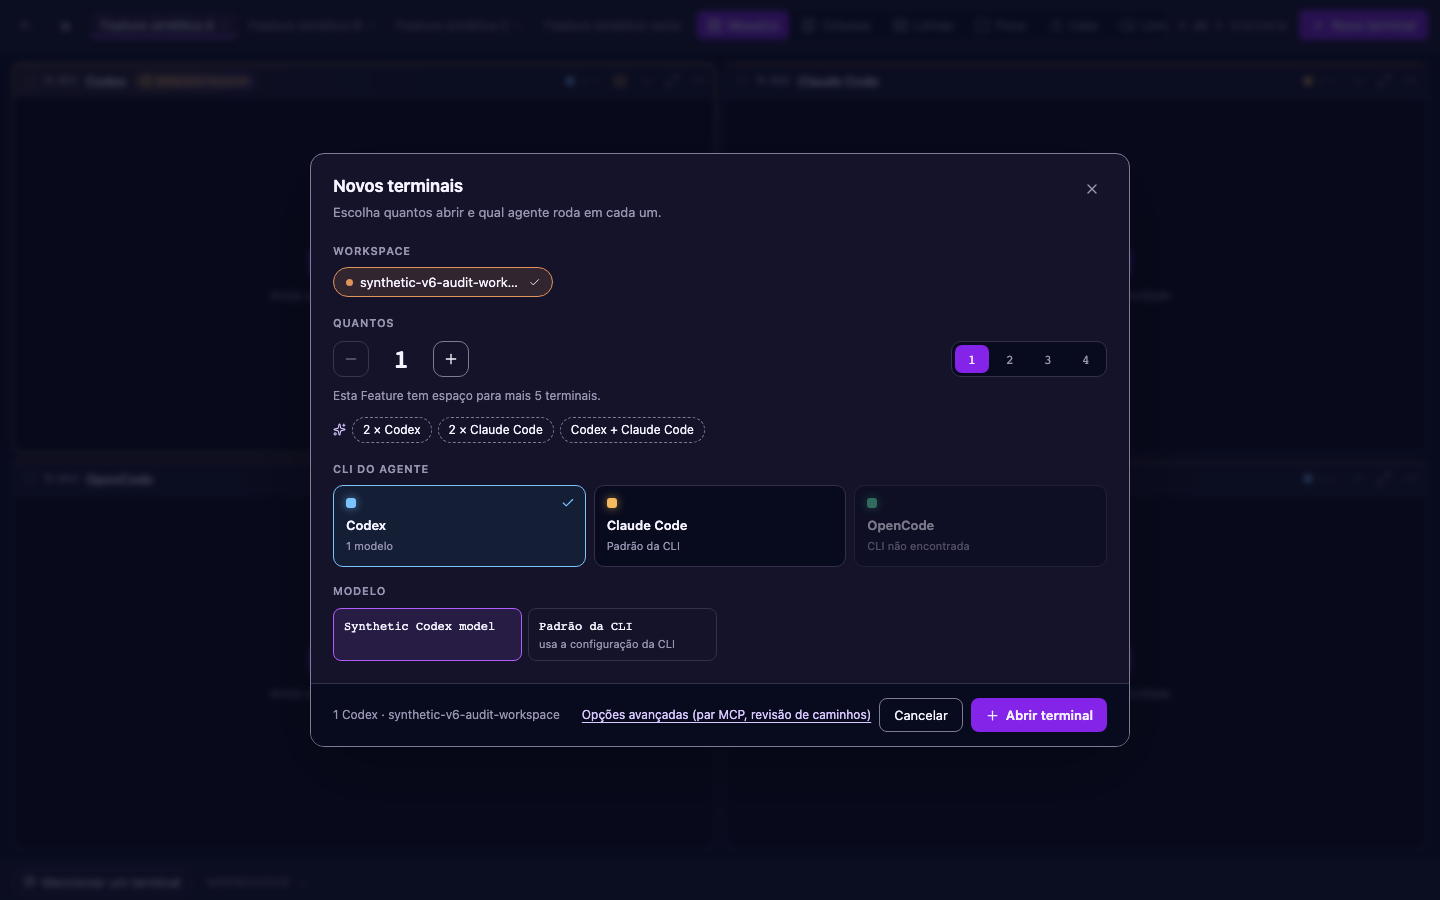 Codex
Claude Code
Novos terminais
Escolha quantos abrir e qual agente roda em cada um.
WORKSPACE
synthetic-v6-audit-work...
QUANTOS
1
1 2 3 4
Esta Feature tem espaço para mais 5 terminais.
2 × Codex
2 × Claude Code
Codex + Claude Code
CLI DO AGENTE
Codex
1 modelo
Claude Code
Padrão da CLI
OpenCode
CLI não encontrada
OpenCode
MODELO
Synthetic Codex model
Padrão da CLI
usa a configuração da CLI
1 Codex · synthetic-v6-audit-workspace
Opções avançadas (par MCP, revisão de caminhos)
Cancelar
+ Abrir terminal